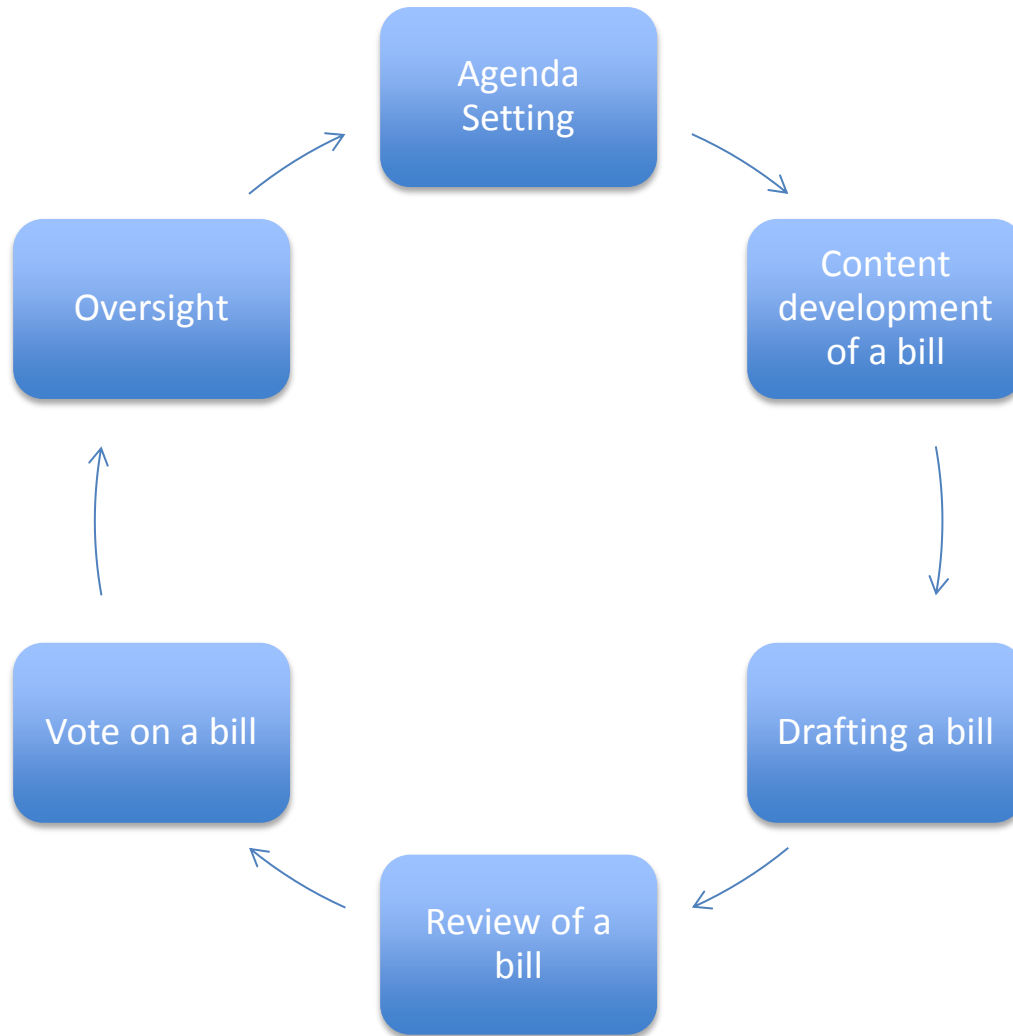 Agenda
Setting
Content
development
of a bill
Drafting a bill
Review of a
bill
Vote on a bill
Oversight